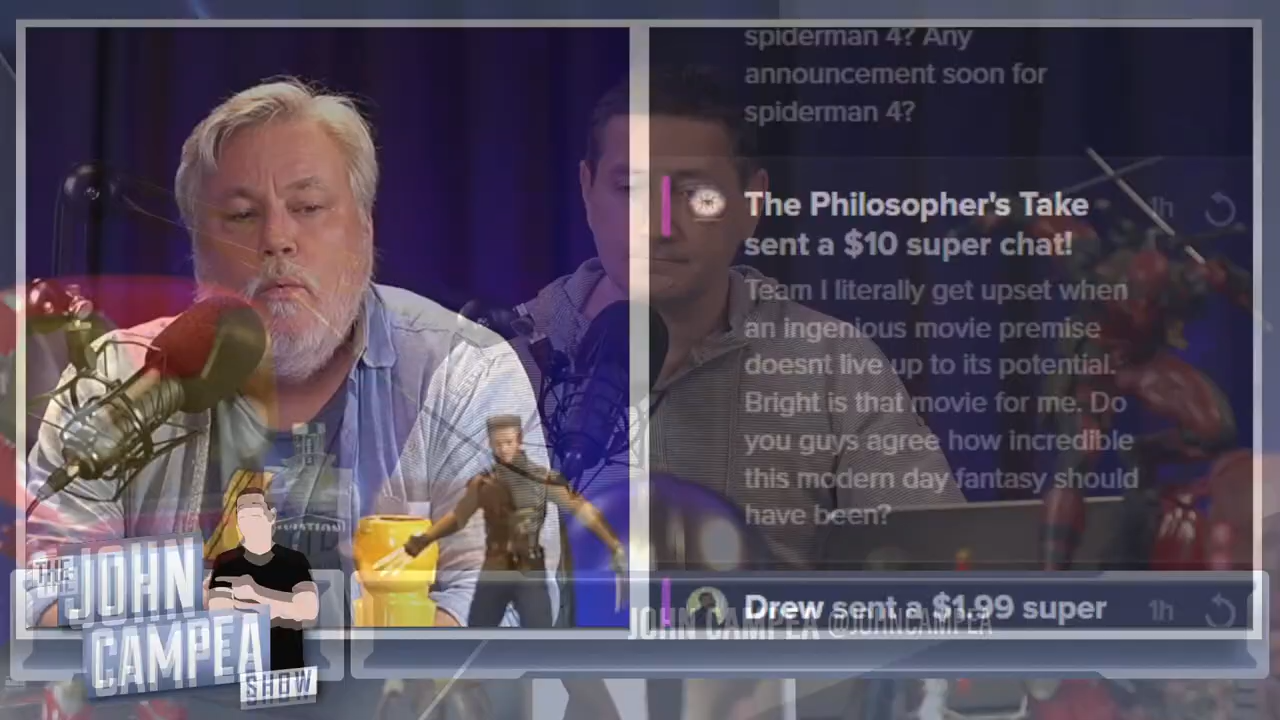 spiderman 4? Any
announcement soon for
spiderman 4?
The Philosopher's Take
1h
sent a $10 super chat!
Team I literally get upset when
an ingenious movie premise
doesnt live up to its potential.
Bright is that movie for me. Do
you guys agree how incredible
this modern day fantasy should
have been?
Drew sent a $1.99 super
1h
JOHN CAMPEA @JOHNCAMPEA
THE
JOHN
CAMPEA
SHOW